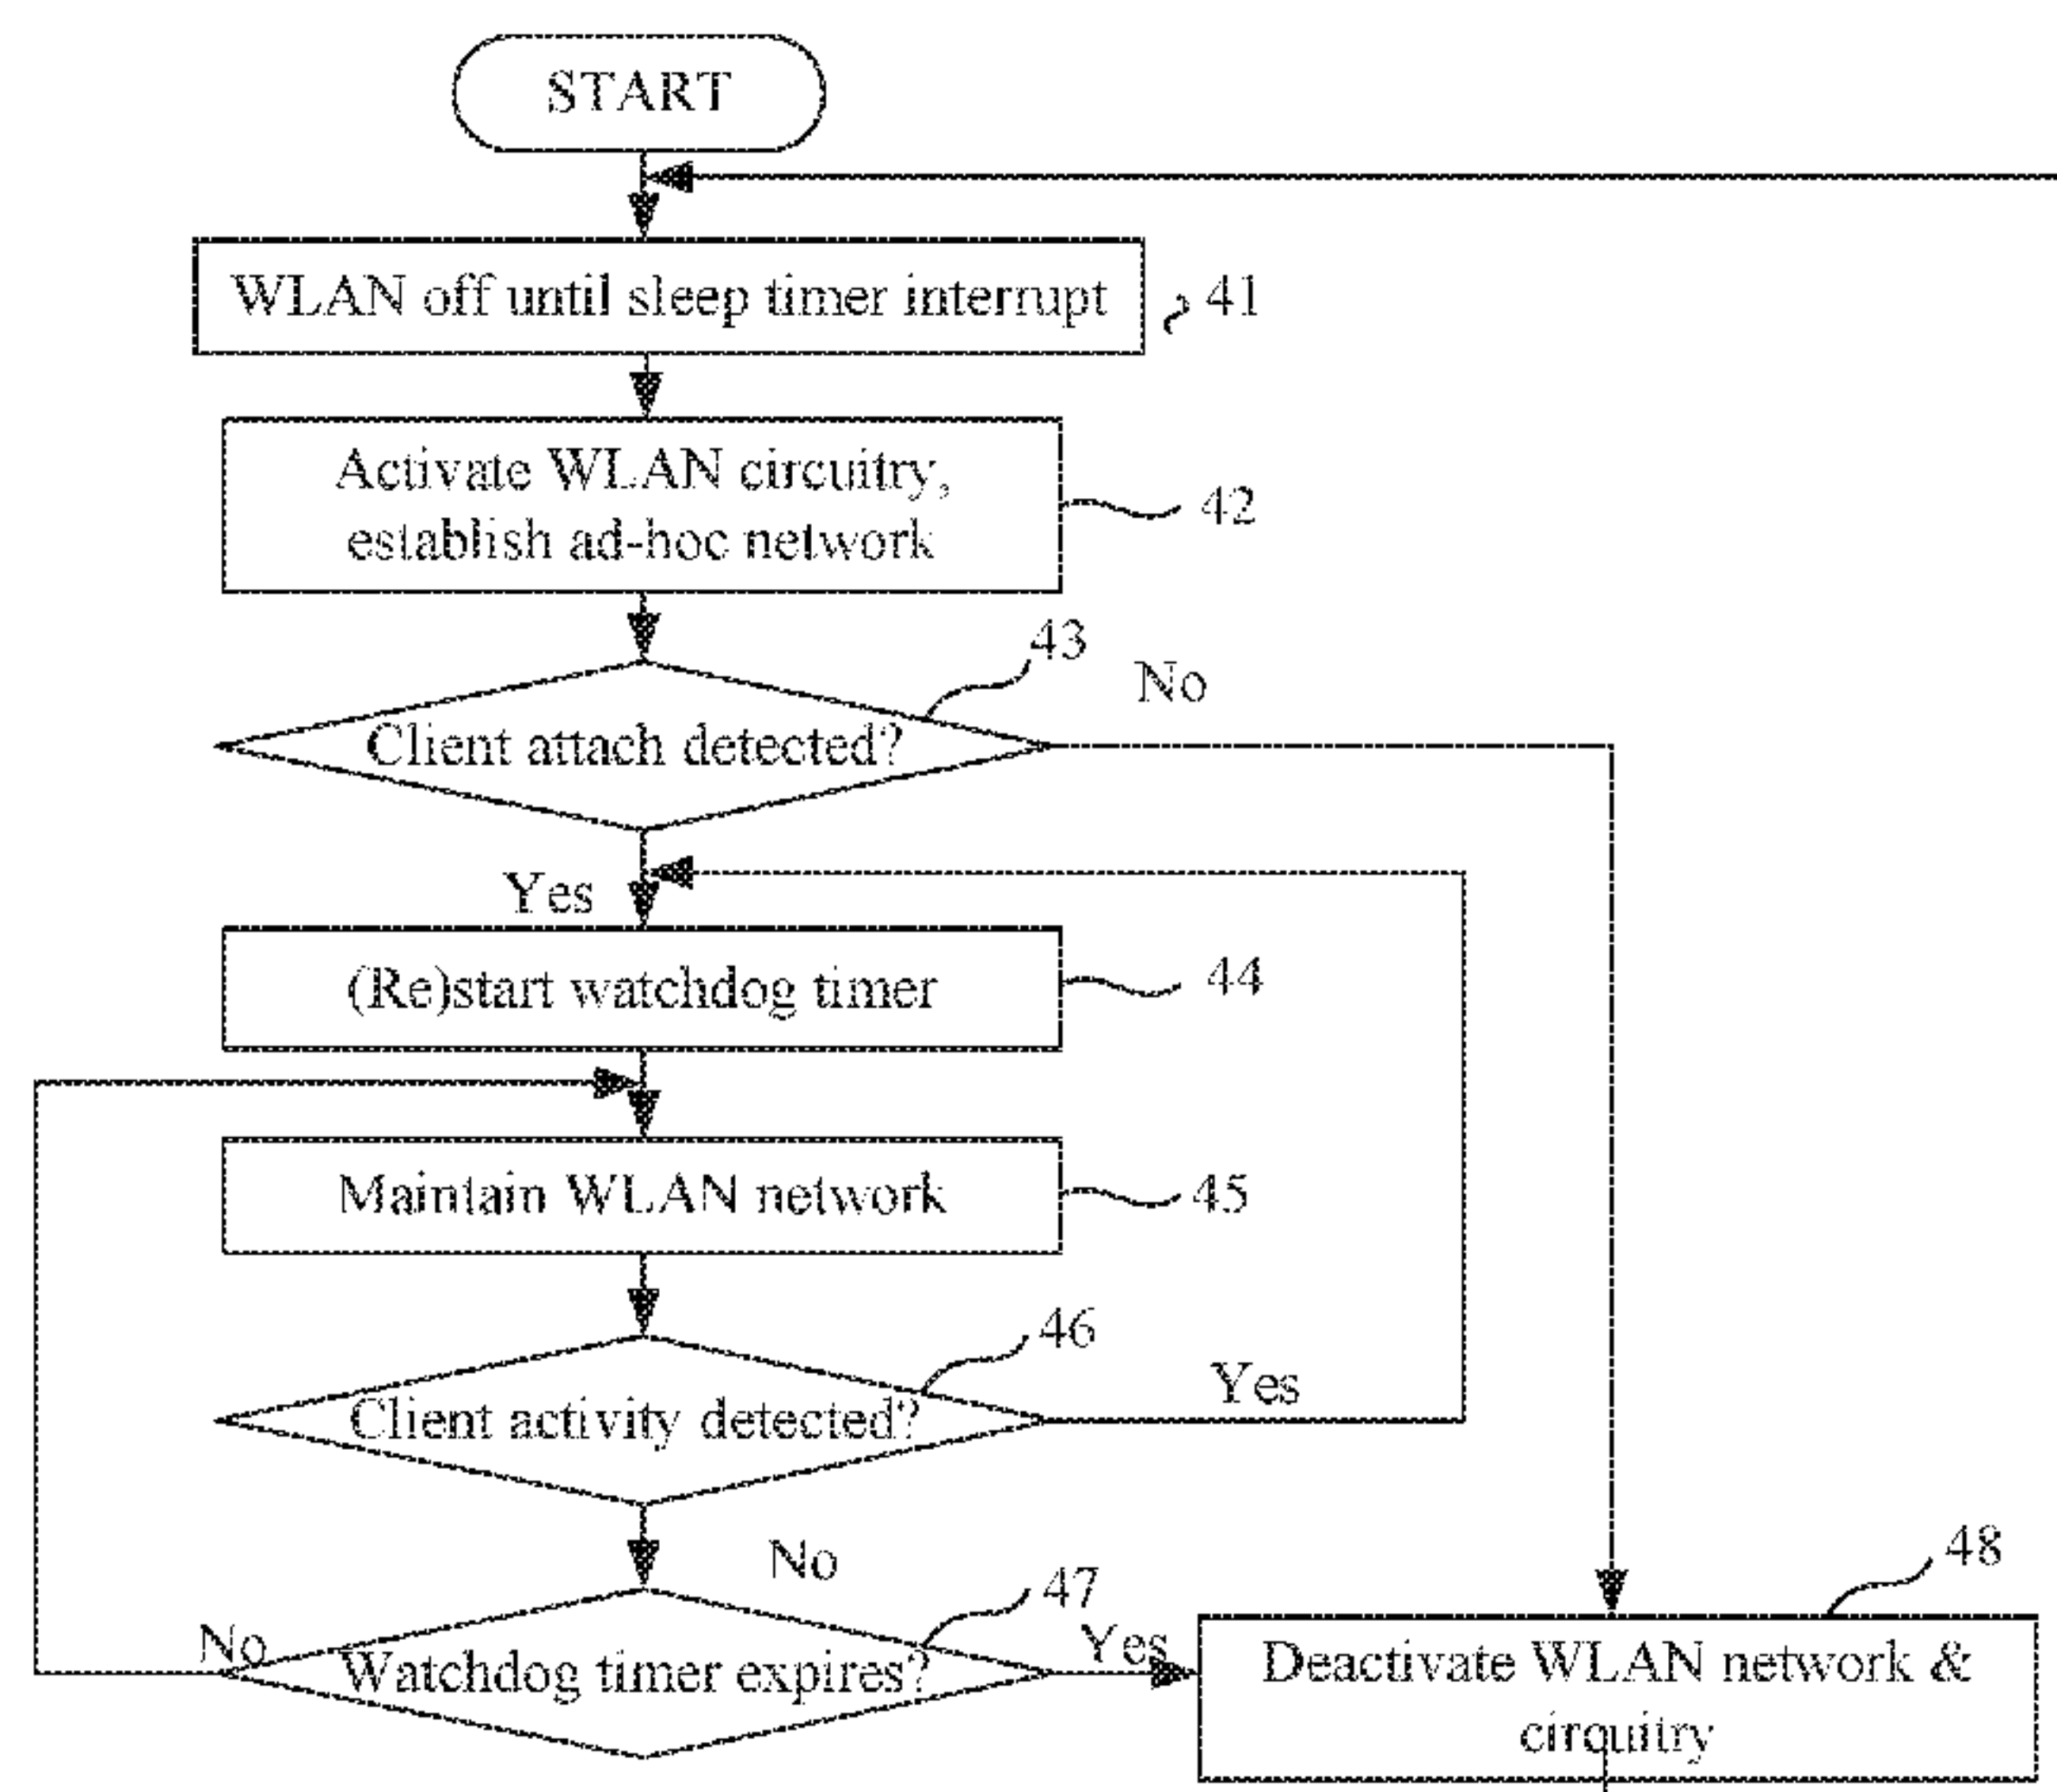 START
WLAN off until sleep timer interrupt
41
Activate WLAN circuitry,
establish ad-hoc network
42
43
No
Client attach detected?
Yes
(Re)start watchdog timer
44
Maintain WLAN network
45
46
Client activity detected?
Yes
No
47
48
No
Watchdog timer expires?
Yes
Deactivate WLAN network &
circuitry